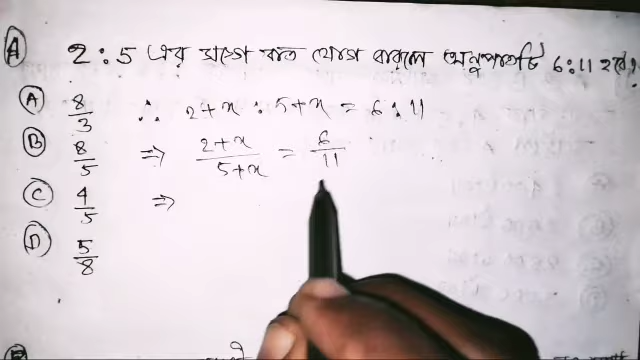 A 2 : 5 এর সাথে কত যোগ করলে অনুপাতটি 6 : 11 হবে।
A 8/3 ∴ 2+x : 5+x = 6 : 11
B 8/5 ⇒ 2+x/5+x = 6/11
C 4/5 ⇒
D 5/8